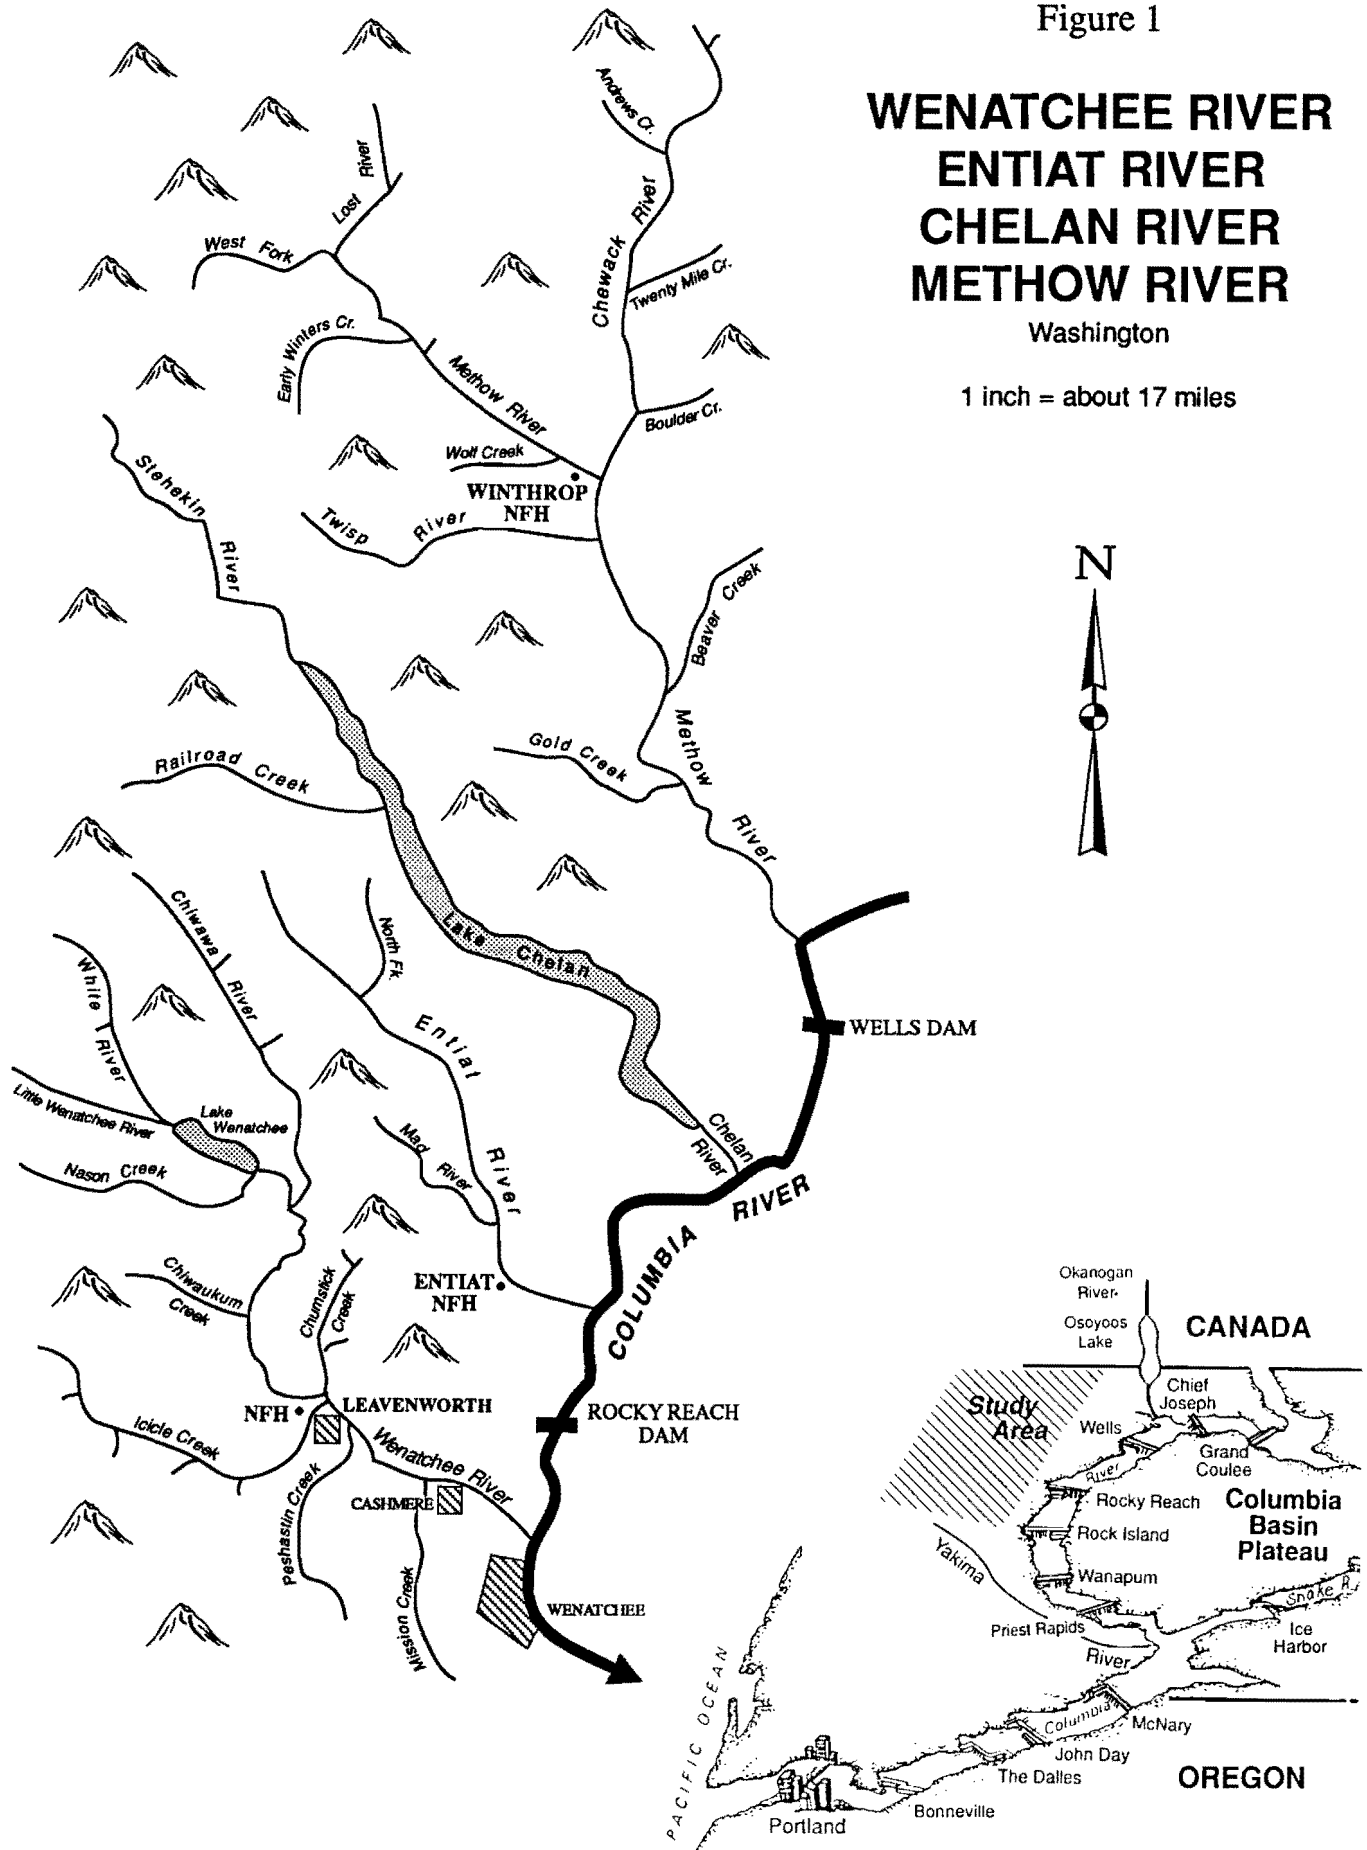 Figure 1
WENATCHEE RIVER
ENTIAT RIVER
CHELAN RIVER
METHOW RIVER
Washington
1 inch = about 17 miles
N
Andrews Cr.
Lost River
West Fork
Chewack River
Twenty Mile Cr.
Early Winters Cr.
Methow River
Boulder Cr.
Wolf Creek
WINTHROP
NFH
Stehekin River
Twisp River
Beaver Creek
Methow River
Gold Creek
Railroad Creek
Lake Chelan
Chiwawa River
North Fk.
White River
Entiat River
WELLS DAM
Little Wenatchee River
Lake
Wenatchee
Mad River
Chelan
River
Nason Creek
COLUMBIA RIVER
Chiwaukum
Creek
Chumstick
Creek
ENTIAT
NFH
NFH
LEAVENWORTH
ROCKY REACH
DAM
Icicle Creek
Wenatchee River
Peshastin Creek
CASHMERE
Mission Creek
WENATCHEE
Okanogan
River
Osoyoos
Lake
CANADA
Study
Area
Chief
Joseph
Wells
Grand
Coulee
River
Rocky Reach
Columbia
Basin
Plateau
Rock Island
Yakima
Wanapum
Snake R.
Priest Rapids
Ice
Harbor
River
PACIFIC OCEAN
Columbia
McNary
John Day
The Dalles
OREGON
Bonneville
Portland